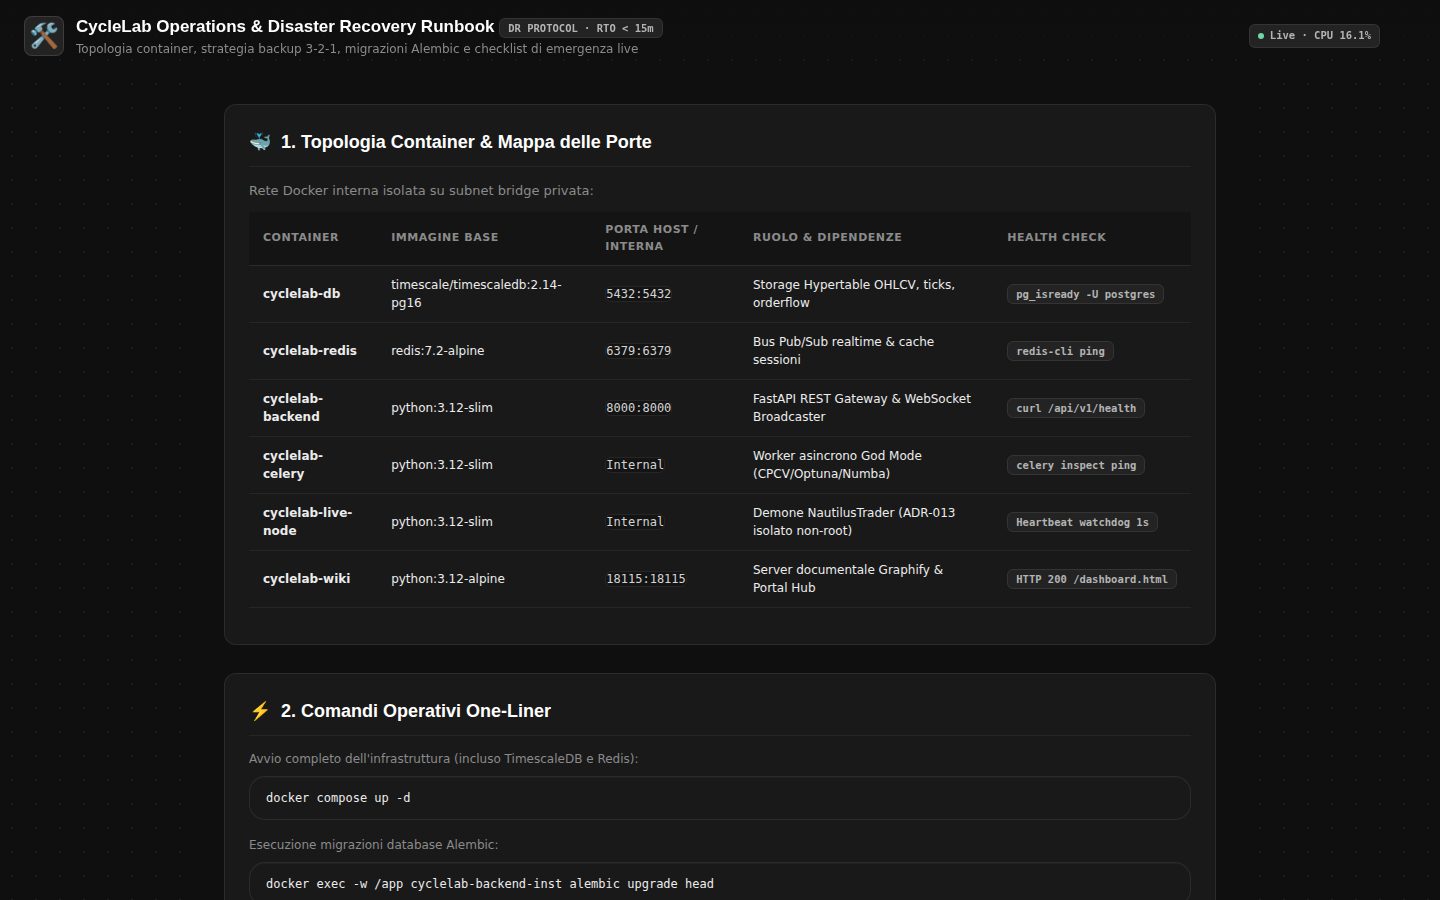 CycleLab Operations & Disaster Recovery Runbook
DR PROTOCOL · RTO < 15m
Topologia container, strategia backup 3-2-1, migrazioni Alembic e checklist di emergenza live
Live · CPU 16.1%
1. Topologia Container & Mappa delle Porte
Rete Docker interna isolata su subnet bridge privata:
CONTAINER
IMMAGINE BASE
PORTA HOST /
INTERNA
RUOLO & DIPENDENZE
HEALTH CHECK
cyclelab-db
timescale/timescaledb:2.14-
pg16
5432:5432
Storage Hypertable OHLCV, ticks,
orderflow
pg_isready -U postgres
cyclelab-redis
redis:7.2-alpine
6379:6379
Bus Pub/Sub realtime & cache
sessioni
redis-cli ping
cyclelab-
backend
python:3.12-slim
8000:8000
FastAPI REST Gateway & WebSocket
Broadcaster
curl /api/v1/health
cyclelab-
celery
python:3.12-slim
Internal
Worker asincrono God Mode
(CPCV/Optuna/Numba)
celery inspect ping
cyclelab-live-
node
python:3.12-slim
Internal
Demone NautilusTrader (ADR-013
isolato non-root)
Heartbeat watchdog 1s
cyclelab-wiki
python:3.12-alpine
18115:18115
Server documentale Graphify &
Portal Hub
HTTP 200 /dashboard.html
2. Comandi Operativi One-Liner
Avvio completo dell'infrastruttura (incluso TimescaleDB e Redis):
docker compose up -d
Esecuzione migrazioni database Alembic:
docker exec -w /app cyclelab-backend-inst alembic upgrade head